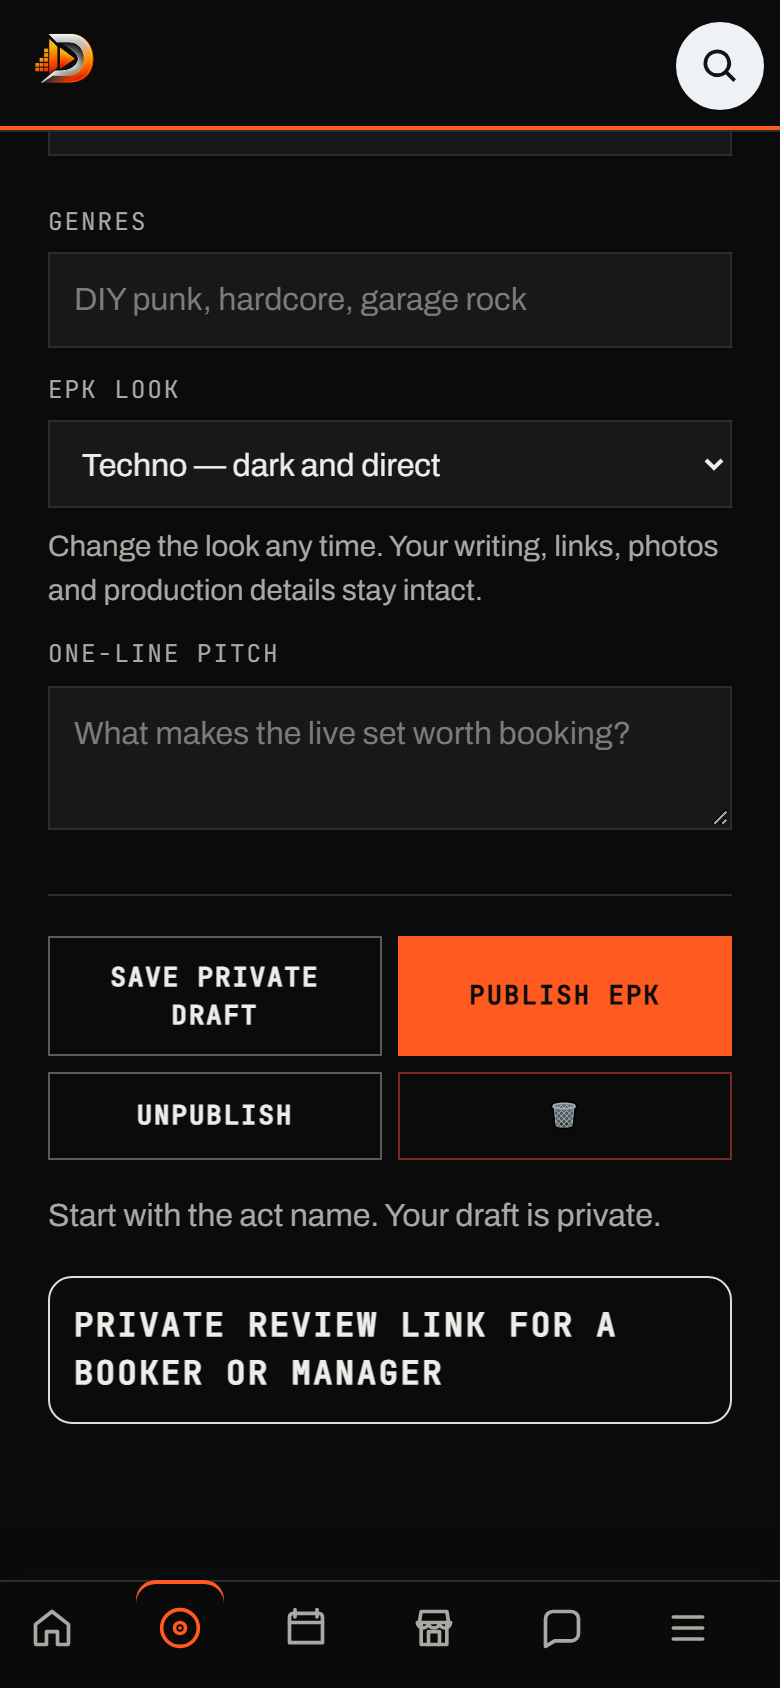 GENRES
DIY punk, hardcore, garage rock
EPK LOOK
Techno — dark and direct
Change the look any time. Your writing, links, photos
and production details stay intact.
ONE-LINE PITCH
What makes the live set worth booking?
SAVE PRIVATE
DRAFT
PUBLISH EPK
UNPUBLISH
Start with the act name. Your draft is private.
PRIVATE REVIEW LINK FOR A
BOOKER OR MANAGER